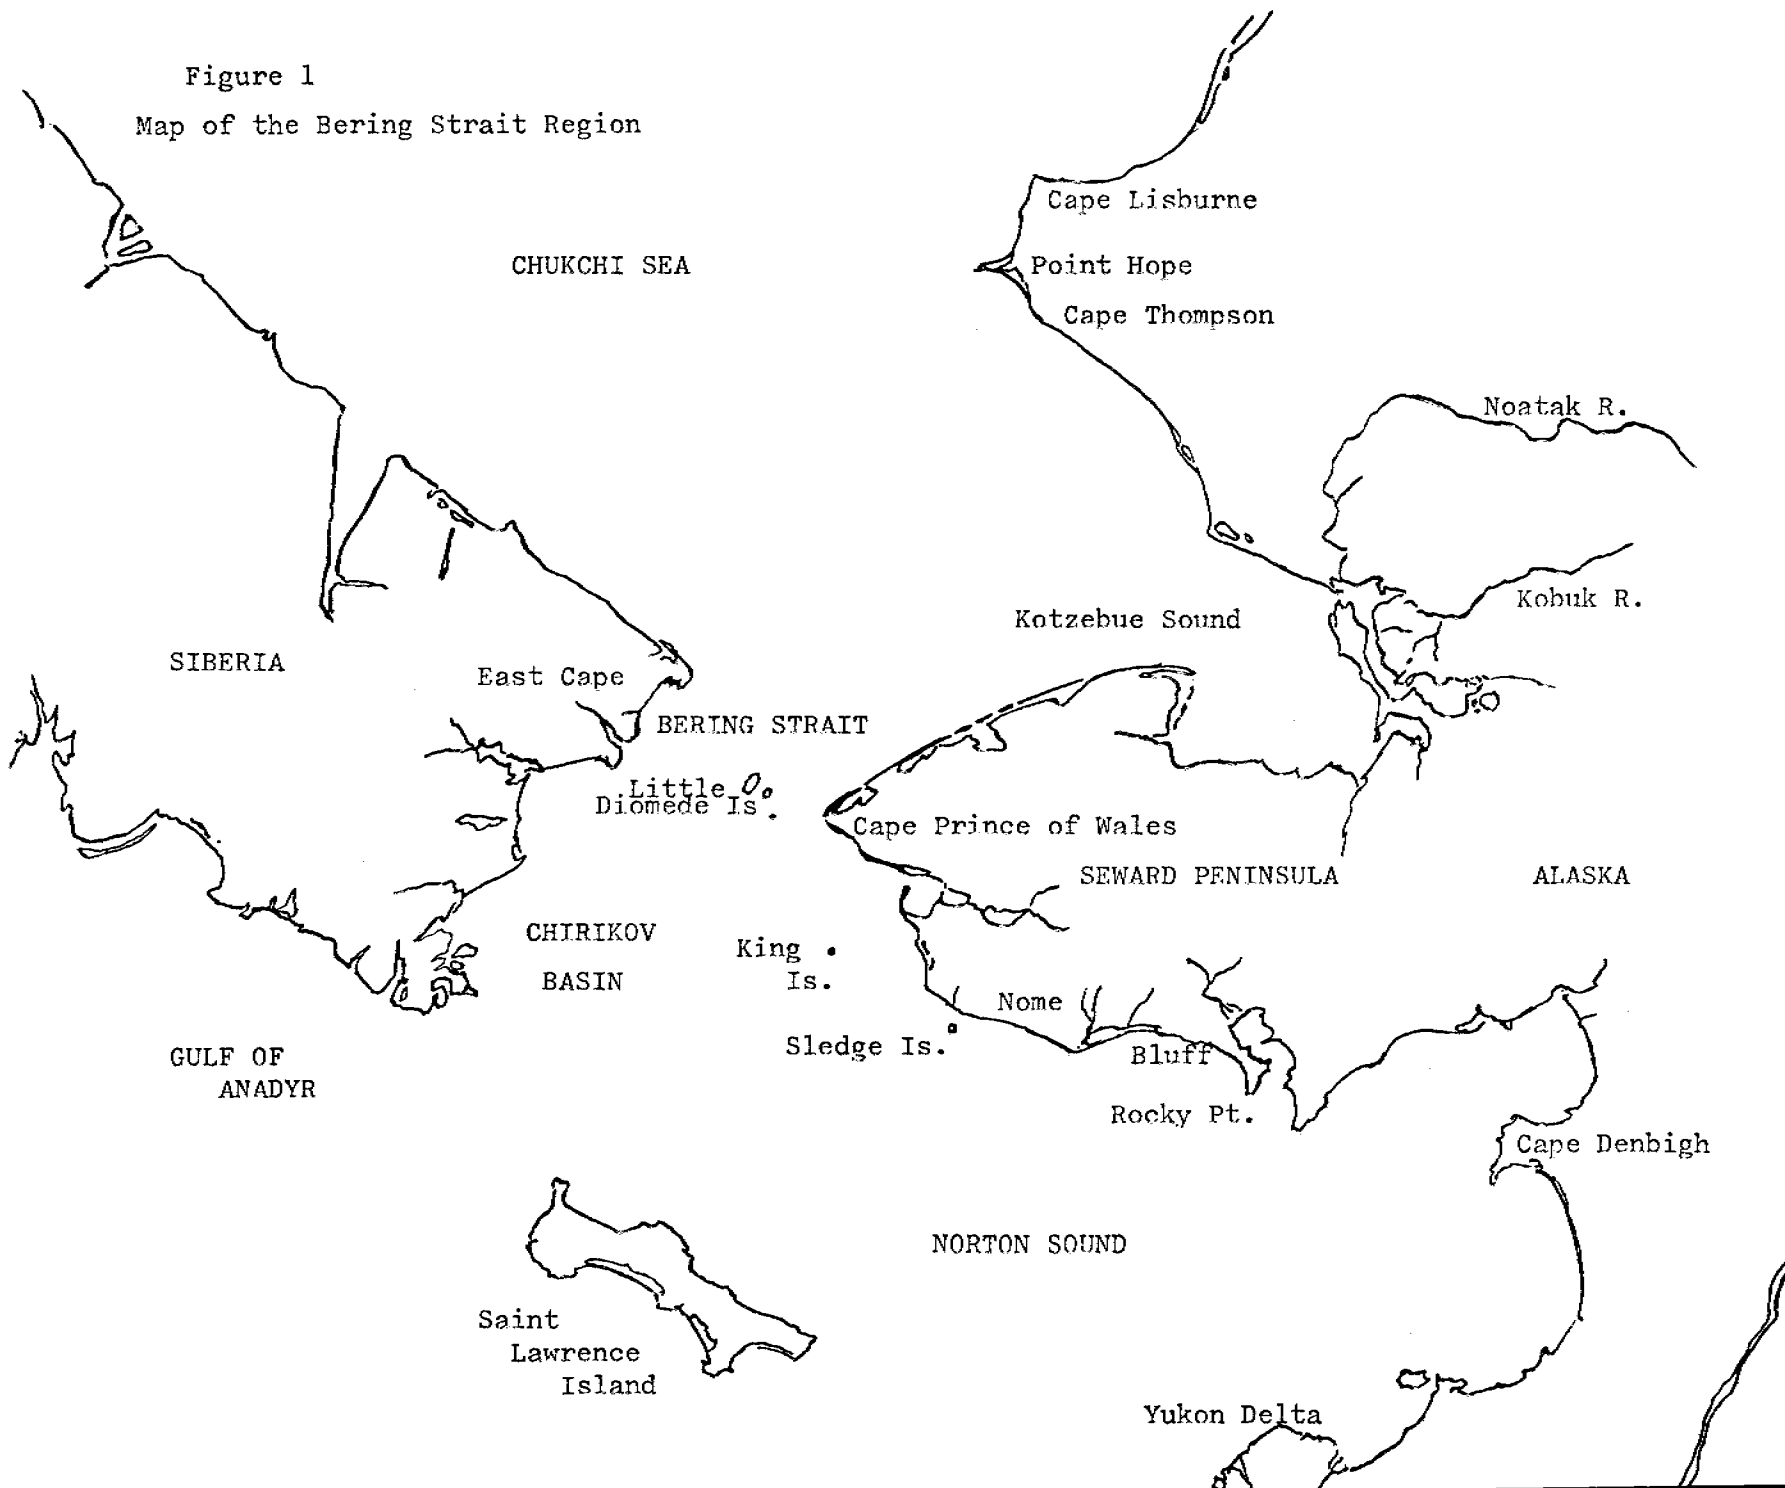 Figure 1
Map of the Bering Strait Region
Cape Lisburne
CHUKCHI SEA
Point Hope
Cape Thompson
Noatak R.
Kobuk R.
Kotzebue Sound
SIBERIA
East Cape
BERING STRAIT
Little
Diomede Is.
Cape Prince of Wales
SEWARD PENINSULA
ALASKA
CHIRIKOV
BASIN
King
Is.
Nome
Sledge Is.
Bluff
GULF OF
ANADYR
Rocky Pt.
Cape Denbigh
NORTON SOUND
Saint
Lawrence
Island
Yukon Delta